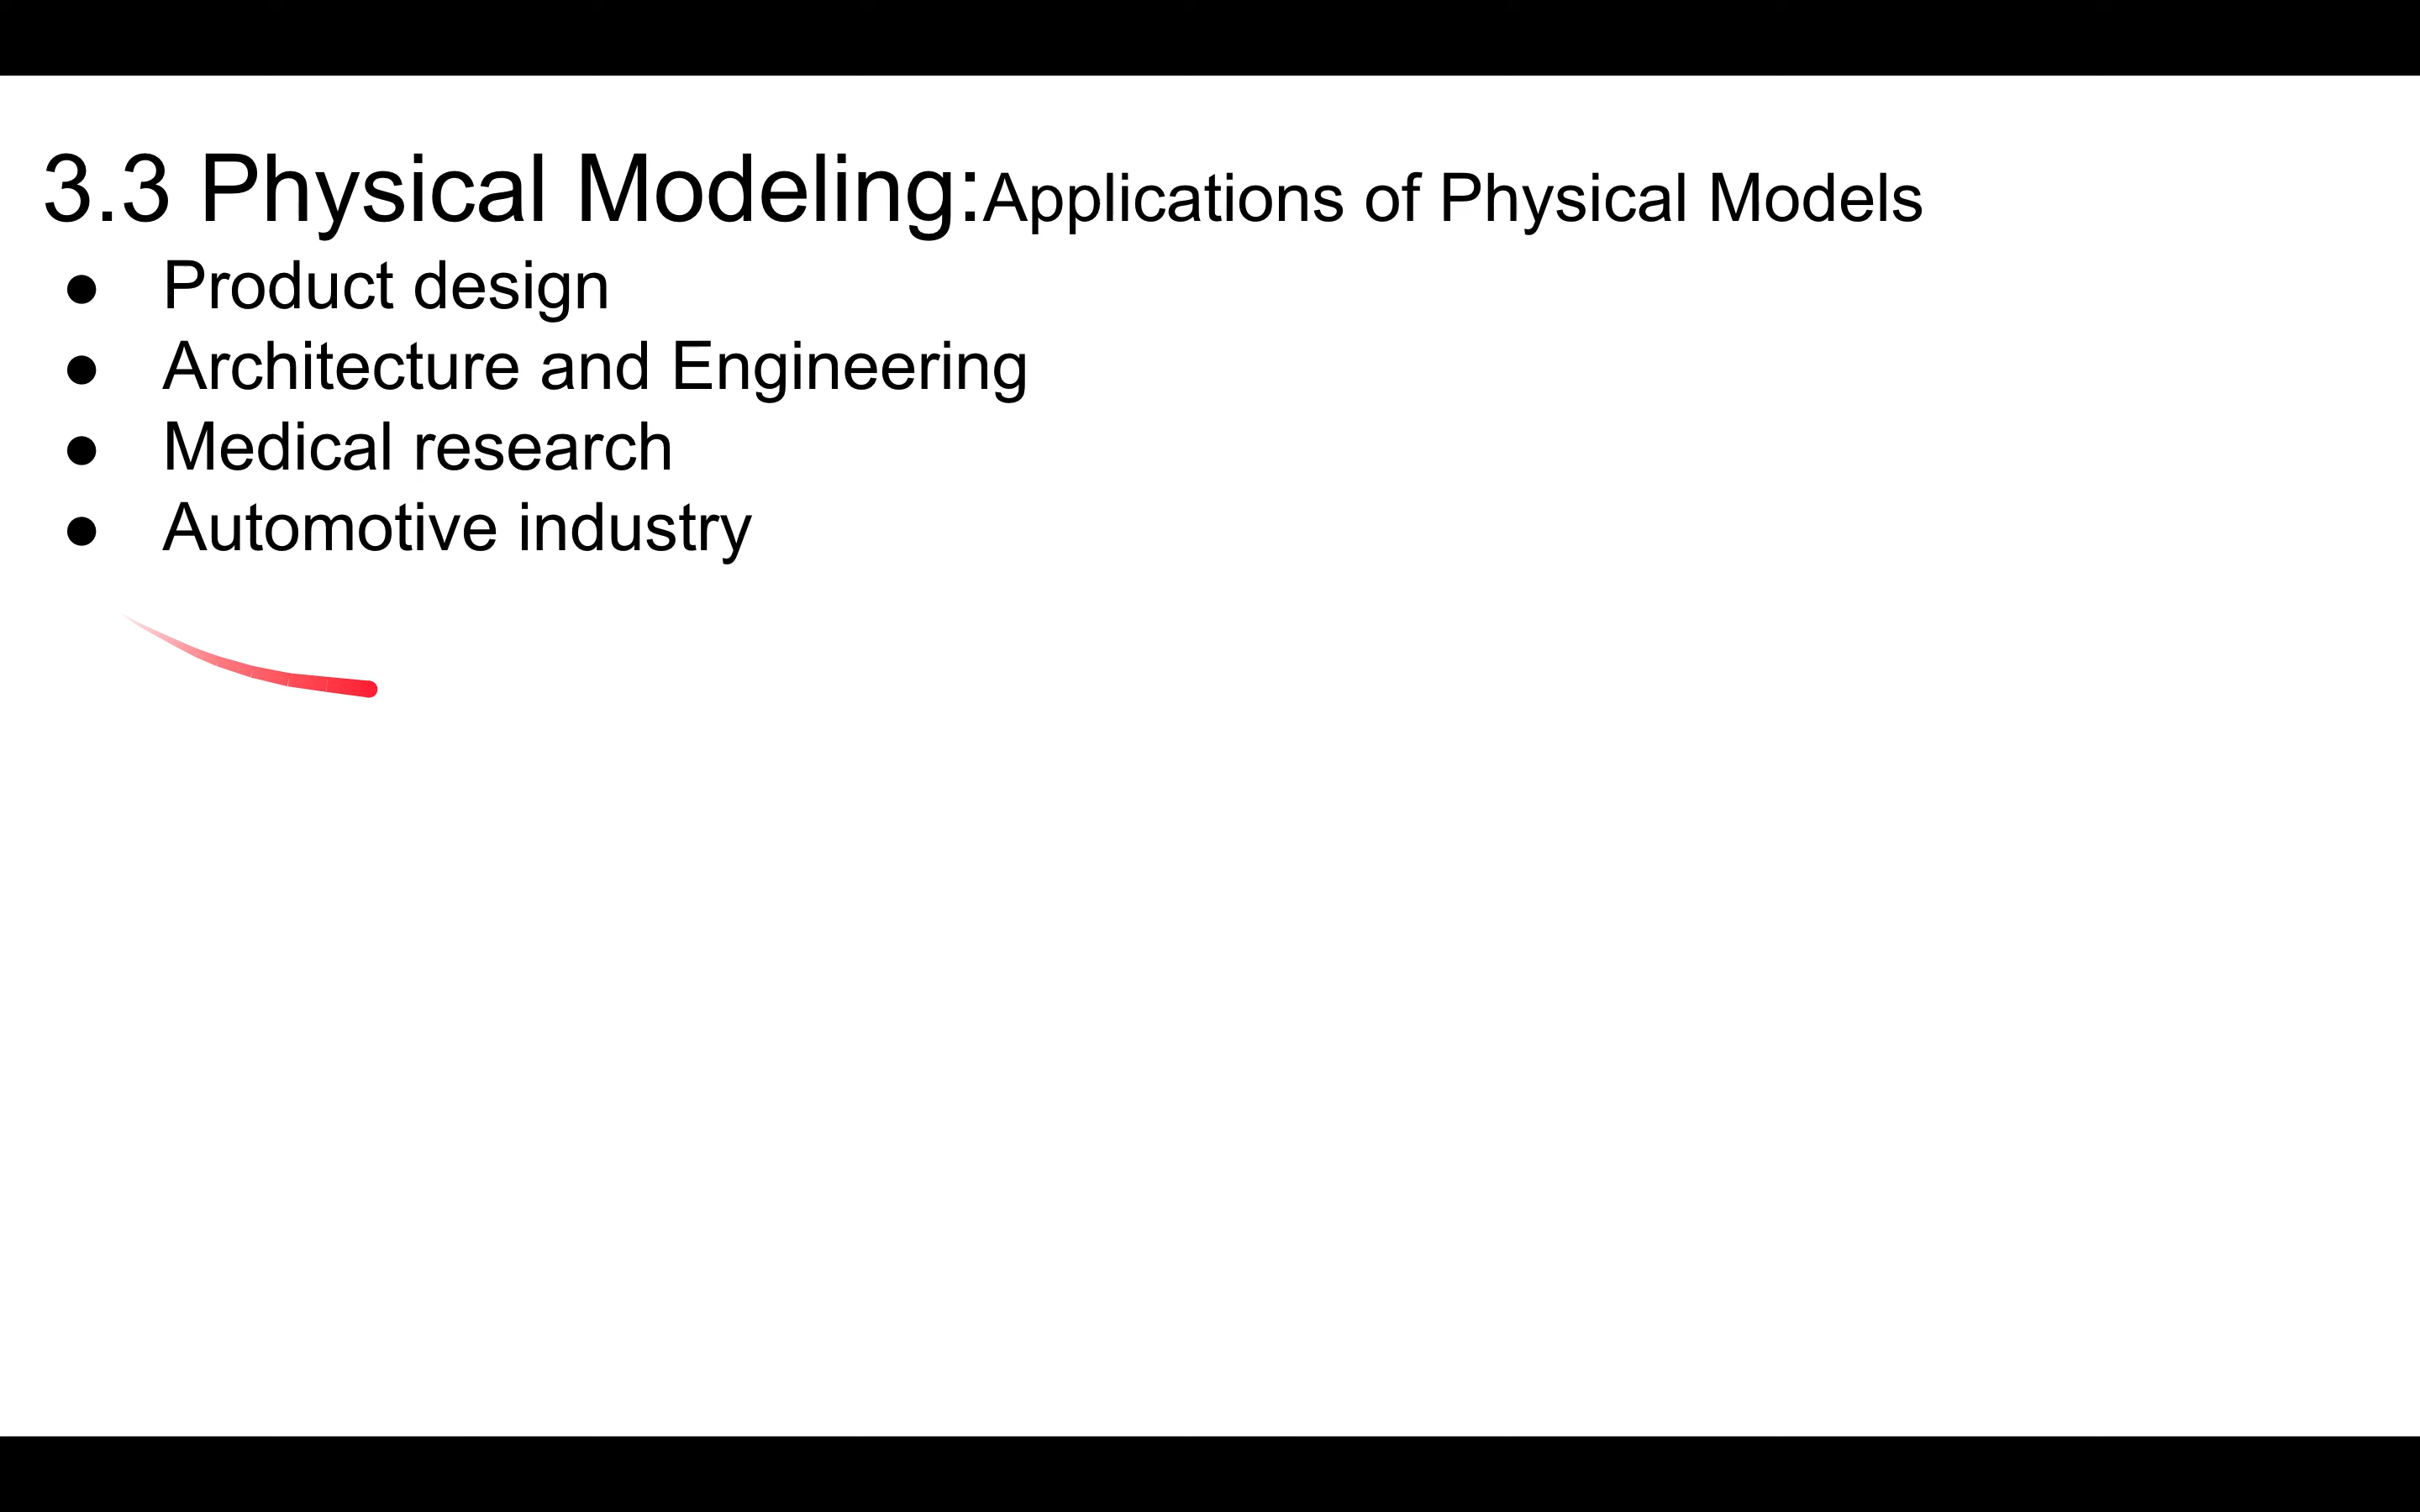 3.3 Physical Modeling:Applications of Physical Models
● Product design
● Architecture and Engineering
● Medical research
● Automotive industry